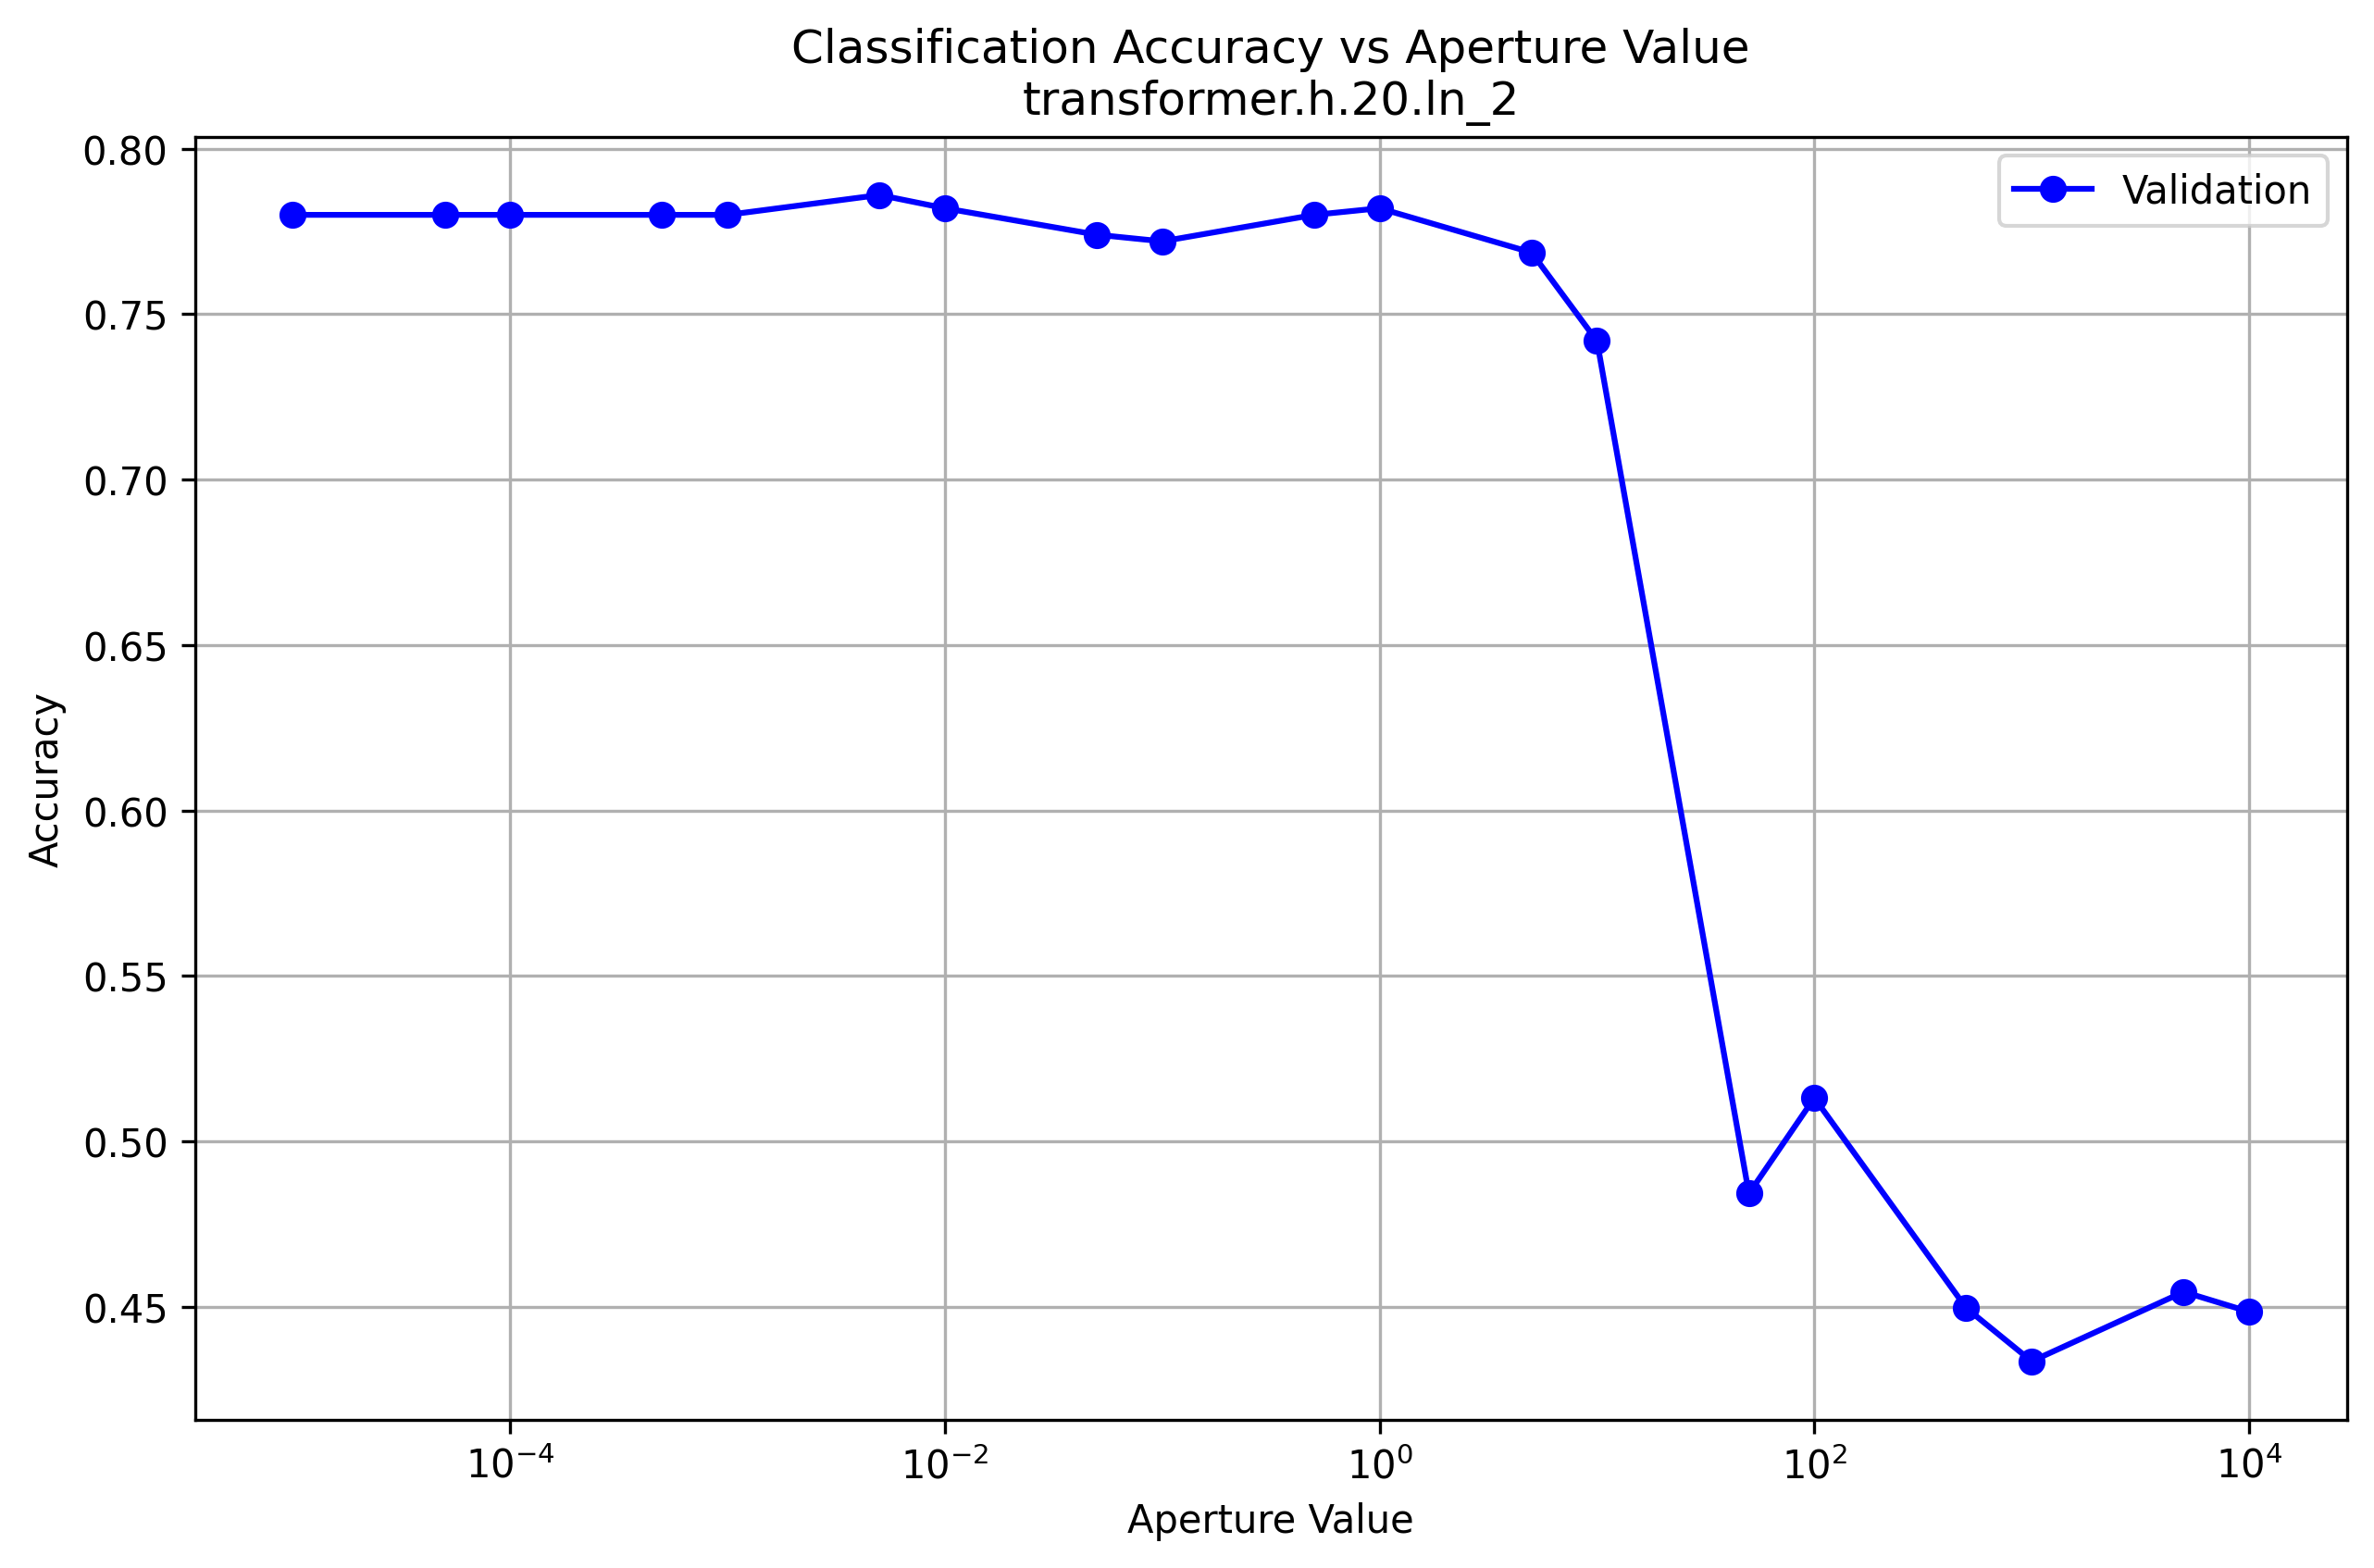 Classification Accuracy vs Aperture Value
transformer.h.20.ln_2
0.80
0.75
0.70
0.65
0.60
0.55
0.50
0.45
Accuracy
Validation
10⁻⁴
10⁻²
10⁰
10²
10⁴
Aperture Value